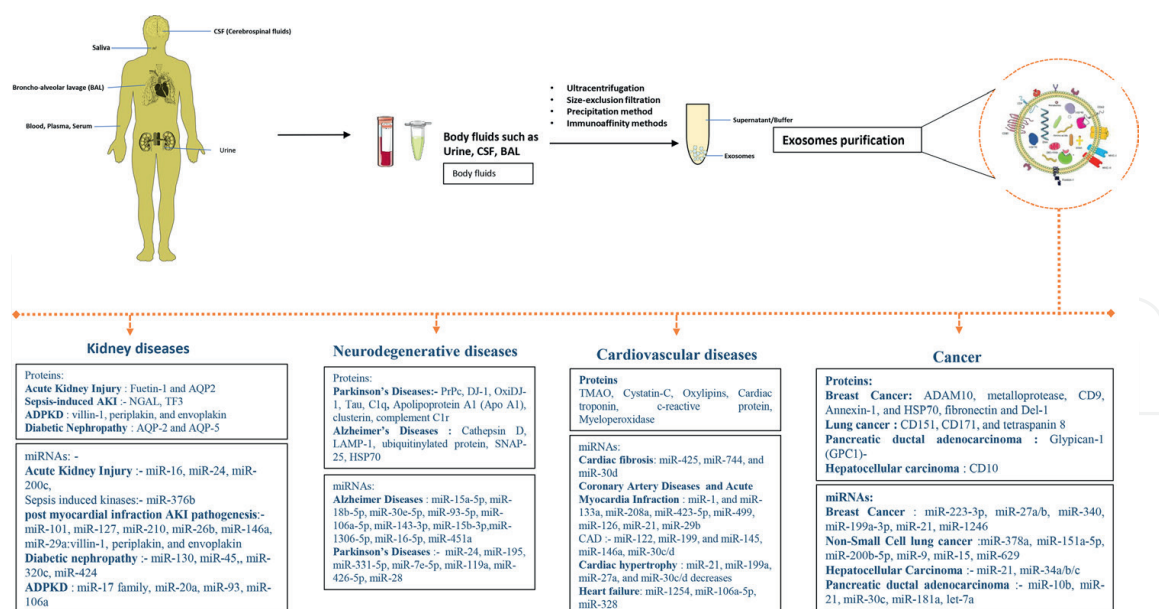 CSF (Cerebrospinal fluids)
Saliva
Broncho-alveolar lavage (BAL)
Blood, Plasma, Serum
Urine
Body fluids such as
Urine, CSF, BAL
Body fluids
• Ultracentrifugation
• Size-exclusion filtration
• Precipitation method
• Immunoaffinity methods
Supernatant/Buffer
Exosomes
Exosomes purification
Kidney diseases
Proteins:
Acute Kidney Injury : Fuetin-1 and AQP2
Sepsis-induced AKI :- NGAL, TF3
ADPKD : villin-1, periplakin, and envoplakin
Diabetic Nephropathy : AQP-2 and AQP-5
miRNAs: -
Acute Kidney Injury :- miR-16, miR-24, miR-
200c,
Sepsis induced kinases:- miR-376b
post myocardial infraction AKI pathogenesis:-
miR-101, miR-127, miR-210, miR-26b, miR-146a,
miR-29a:villin-1, periplakin, and envoplakin
Diabetic nephropathy :- miR-130, miR-45,, miR-
320c, miR-424
ADPKD : miR-17 family, miR-20a, miR-93, miR-
106a
Neurodegenerative diseases
Proteins:
Parkinson's Diseases:- PrPc, DJ-1, OxiDJ-
1, Tau, C1q, Apolipoprotein A1 (Apo A1),
clusterin, complement C1r
Alzheimer's Diseases : Cathepsin D,
LAMP-1, ubiquitinylated protein, SNAP-
25, HSP70
miRNAs:
Alzheimer Diseases : miR-15a-5p, miR-
18b-5p, miR-30e-5p, miR-93-5p, miR-
106a-5p, miR-143-3p, miR-15b-3p,miR-
1306-5p, miR-16-5p, miR-451a
Parkinson's Diseases :- miR-24, miR-195,
miR-331-5p, miR-7e-5p, miR-119a, miR-
426-5p, miR-28
Cardiovascular diseases
Proteins
TMAO, Cystatin-C, Oxylipins, Cardiac
troponin, c-reactive protein,
Myeloperoxidase
miRNAs:
Cardiac fibrosis: miR-425, miR-744, and
miR-30d
Coronary Artery Diseases and Acute
Myocardia Infraction : miR-1, and miR-
133a, miR-208a, miR-423-5p, miR-499,
miR-126, miR-21, miR-29b
CAD :- miR-122, miR-199, and miR-145,
miR-146a, miR-30c/d
Cardiac hypertrophy : miR-21, miR-199a,
miR-27a, and miR-30c/d decreases
Heart failure: miR-1254, miR-106a-5p, and
miR-328
Cancer
Proteins:
Breast Cancer: ADAM10, metalloprotease, CD9,
Annexin-1, and HSP70, fibronectin and Del-1
Lung cancer : CD151, CD171, and tetraspanin 8
Pancreatic ductal adenocarcinoma : Glypican-1
(GPC1)-
Hepatocellular carcinoma : CD10
miRNAs:
Breast Cancer : miR-223-3p, miR-27a/b, miR-340,
miR-199a-3p, miR-21, miR-1246
Non-Small Cell lung cancer :miR-378a, miR-151a-5p,
miR-200b-5p, miR-9, miR-15, miR-629
Hepatocellular Carcinoma :- miR-21, miR-34a/b/c
Pancreatic ductal adenocarcinoma :- miR-10b, miR-
21, miR-30c, miR-181a, let-7a